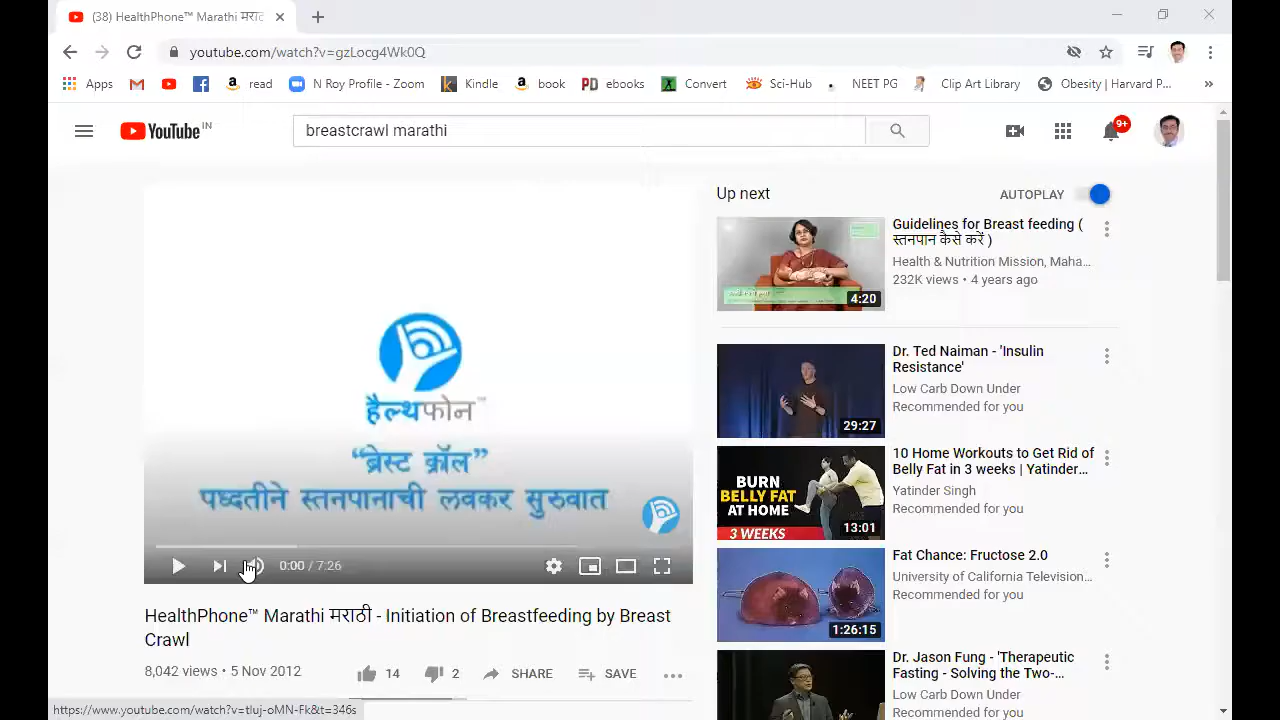 (38) HealthPhone™ Marathi मराठ
youtube.com/watch?v=gzLocg4Wk0Q
Apps
read
N Roy Profile - Zoom
Kindle
book
PD ebooks
Convert
Sci-Hub
NEET PG
Clip Art Library
Obesity | Harvard P...
YouTube IN
breastcrawl marathi
9+
हैल्थफोन™
“ब्रेस्ट क्रॉल”
पध्दतीने स्तनपानाची लवकर सुरुवात
0:00 / 7:26
HealthPhone™ Marathi मराठी - Initiation of Breastfeeding by Breast
Crawl
8,042 views • 5 Nov 2012
14
2
SHARE
SAVE
Up next
AUTOPLAY
4:20
Guidelines for Breast feeding (
स्तनपान कैसे करें )
Health & Nutrition Mission, Maha...
232K views • 4 years ago
29:27
Dr. Ted Naiman - 'Insulin
Resistance'
Low Carb Down Under
Recommended for you
BURN
BELLY FAT
AT HOME
3 WEEKS
13:01
10 Home Workouts to Get Rid of
Belly Fat in 3 weeks | Yatinder...
Yatinder Singh
Recommended for you
1:26:15
Fat Chance: Fructose 2.0
University of California Television...
Recommended for you
Dr. Jason Fung - 'Therapeutic
Fasting - Solving the Two-...
Low Carb Down Under
Recommended for you
https://www.youtube.com/watch?v=tluj-oMN-Fk&t=346s